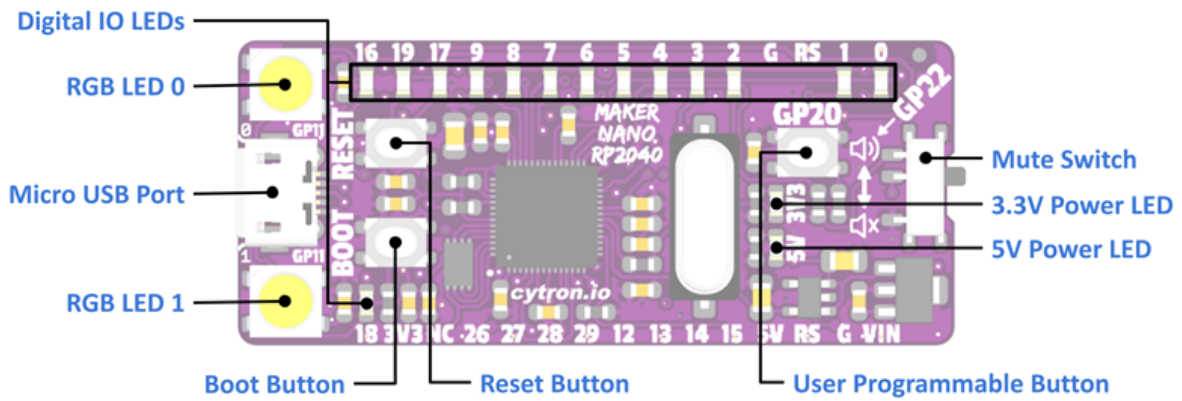 Digital IO LEDs
RGB LED 0
Micro USB Port
RGB LED 1
Boot Button
Reset Button
User Programmable Button
Mute Switch
3.3V Power LED
5V Power LED
16 19 17 9 8 7 6 5 4 3 2 G RS 1 0
0
GP11
RESET
MAKER
NANO
RP2040
GP20
GP22
3V3
5V
BOOT
1
GP11
cytron.io
18 3V3 NC 26 27 28 29 12 13 14 15 5V RS G VIN